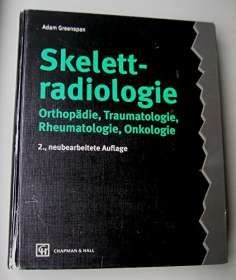 Adam Greenspan
Skelett-
radiologie
Orthopädie, Traumatologie,
Rheumatologie, Onkologie
2., neubearbeitete Auflage
CHAPMAN & HALL